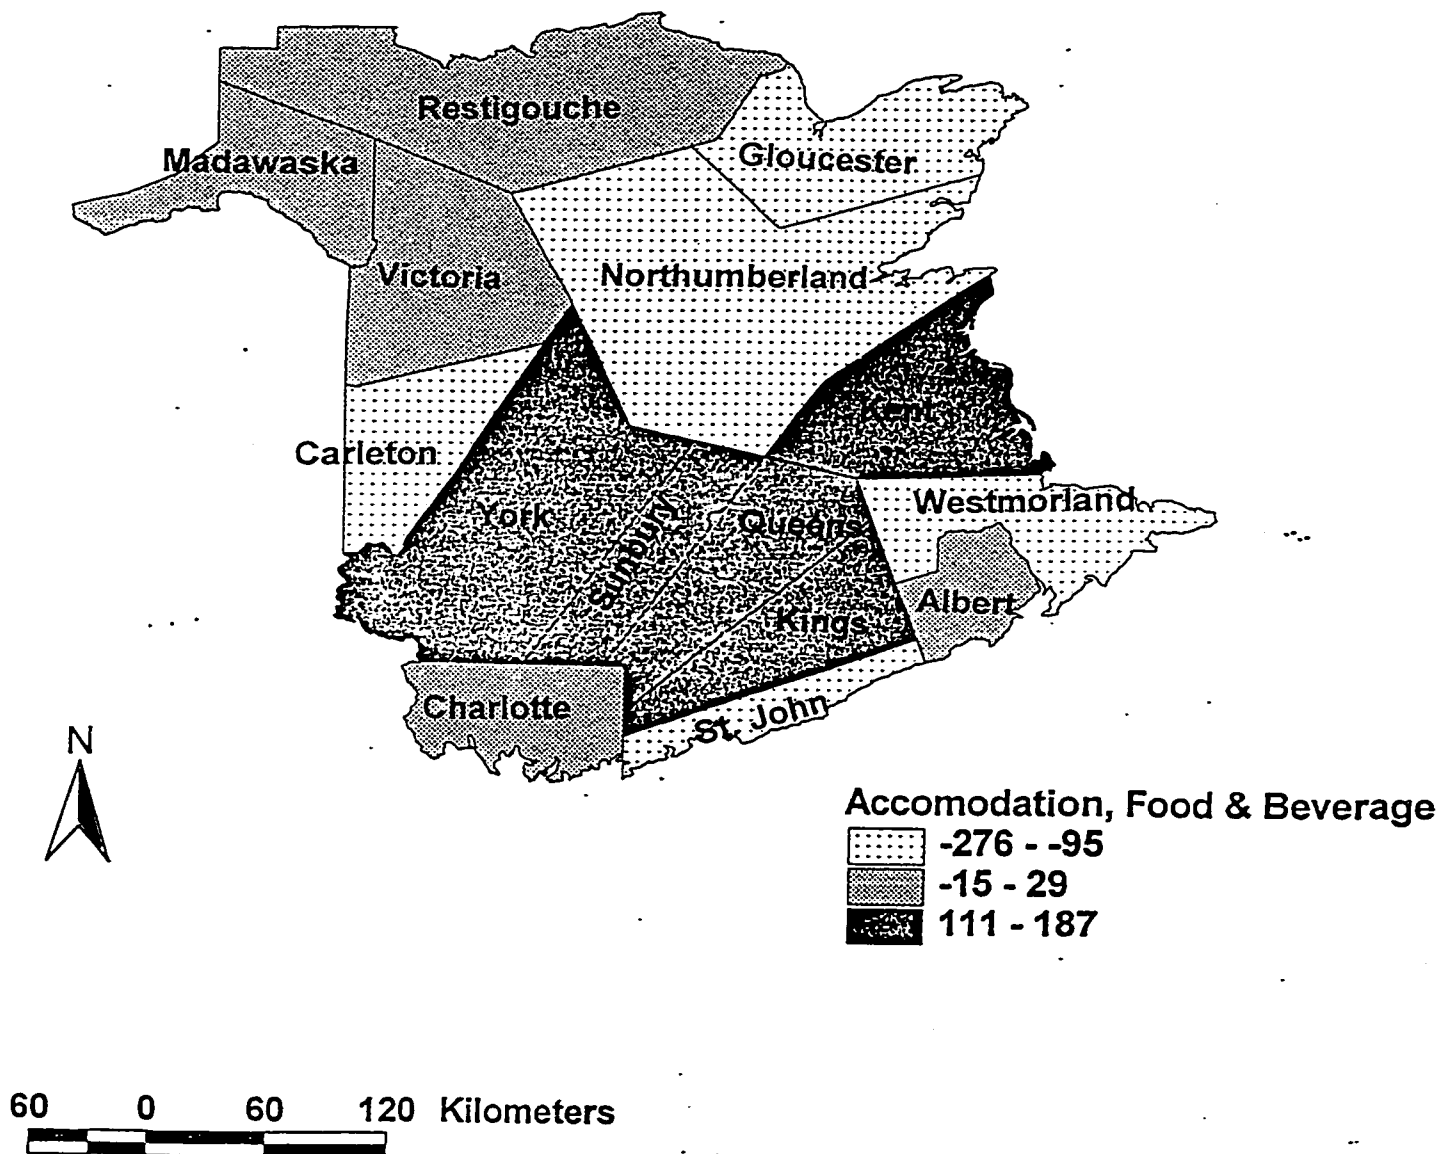 Restigouche
Gloucester
Madawaska
Victoria
Northumberland
Kent
Carleton
Westmorland
York
Sunbury
Queens
Albert
Kings
Charlotte
St. John
N
Accomodation, Food & Beverage
-276 - -95
-15 - 29
111 - 187
60 0 60 120 Kilometers